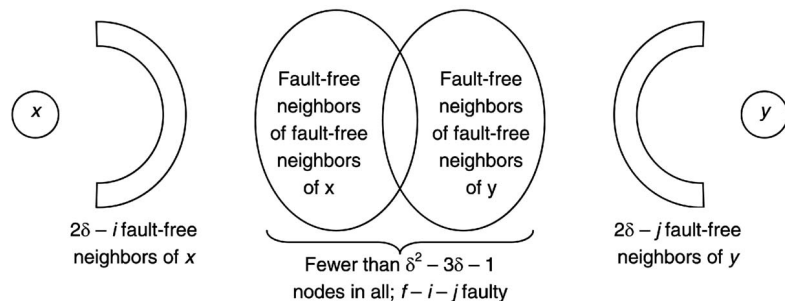 x
2δ – i fault-free
neighbors of x
Fault-free
neighbors
of fault-free
neighbors
of x
Fault-free
neighbors
of fault-free
neighbors
of y
Fewer than δ² – 3δ – 1
nodes in all; f – i – j faulty
y
2δ – j fault-free
neighbors of y